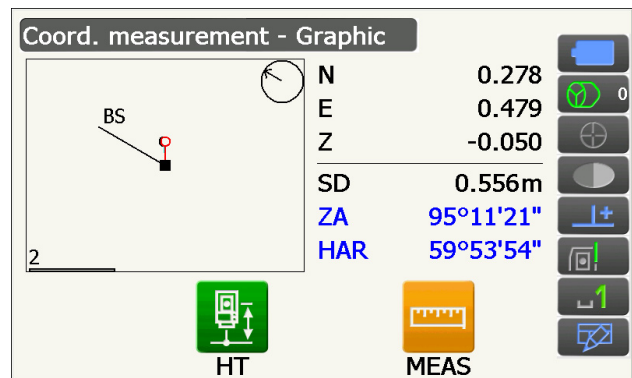 Coord. measurement - Graphic
BS
2
N 0.278
E 0.479
Z -0.050
SD 0.556m
ZA 95°11'21"
HAR 59°53'54"
0
1
HT
MEAS